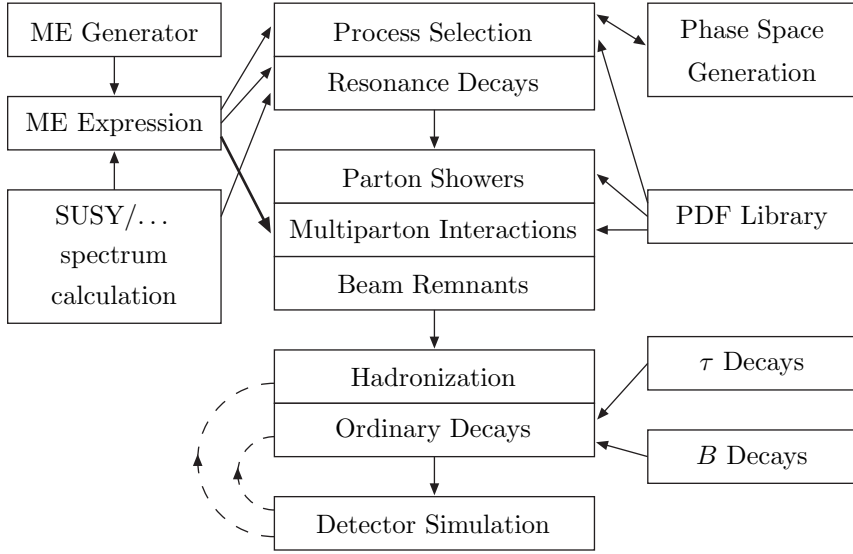 ME Generator
ME Expression
SUSY/...
spectrum
calculation
Process Selection
Resonance Decays
Parton Showers
Multiparton Interactions
Beam Remnants
Hadronization
Ordinary Decays
Detector Simulation
Phase Space
Generation
PDF Library
τ Decays
B Decays